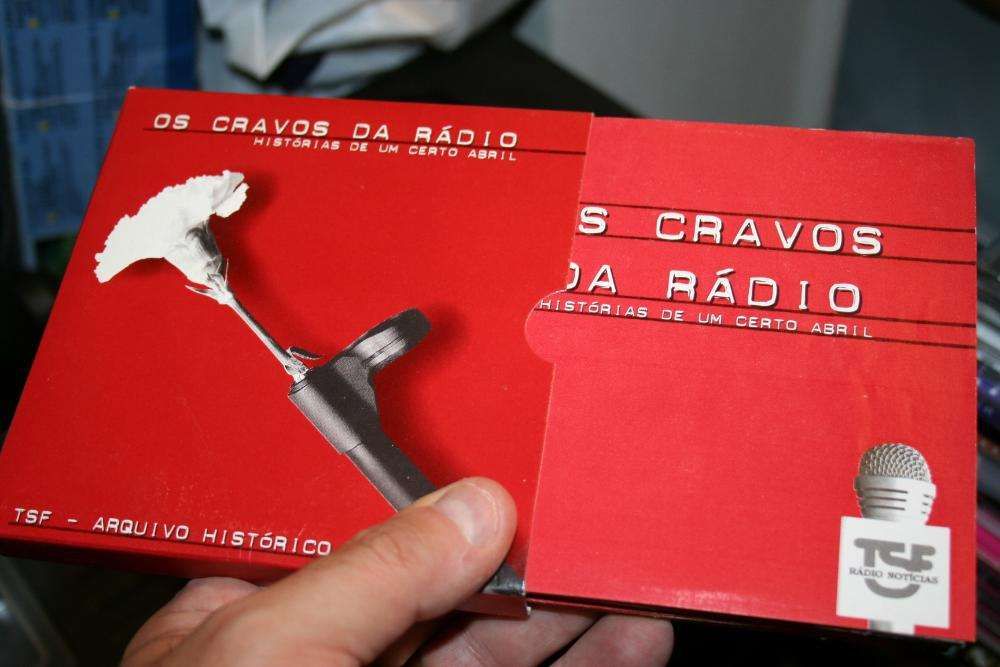 OS CRAVOS DA RÁDIO
HISTÓRIAS DE UM CERTO ABRIL
TSF - ARQUIVO HISTÓRICO
S CRAVOS
DA RÁDIO
HISTÓRIAS DE UM CERTO ABRIL
TSF
RÁDIO NOTÍCIAS